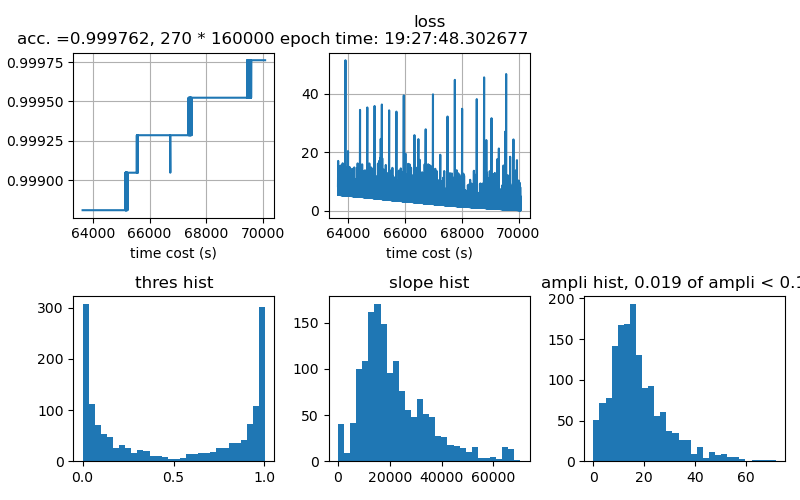 loss
acc. =0.999762, 270 * 160000 epoch time: 19:27:48.302677
0.99975
0.99950
0.99925
0.99900
64000 66000 68000 70000
time cost (s)
40
20
0
64000 66000 68000 70000
time cost (s)
thres hist
300
200
100
0
0.0 0.5 1.0
slope hist
150
100
50
0
0 20000 40000 60000
ampli hist, 0.019 of ampli < 0.1
200
150
100
50
0
0 20 40 60